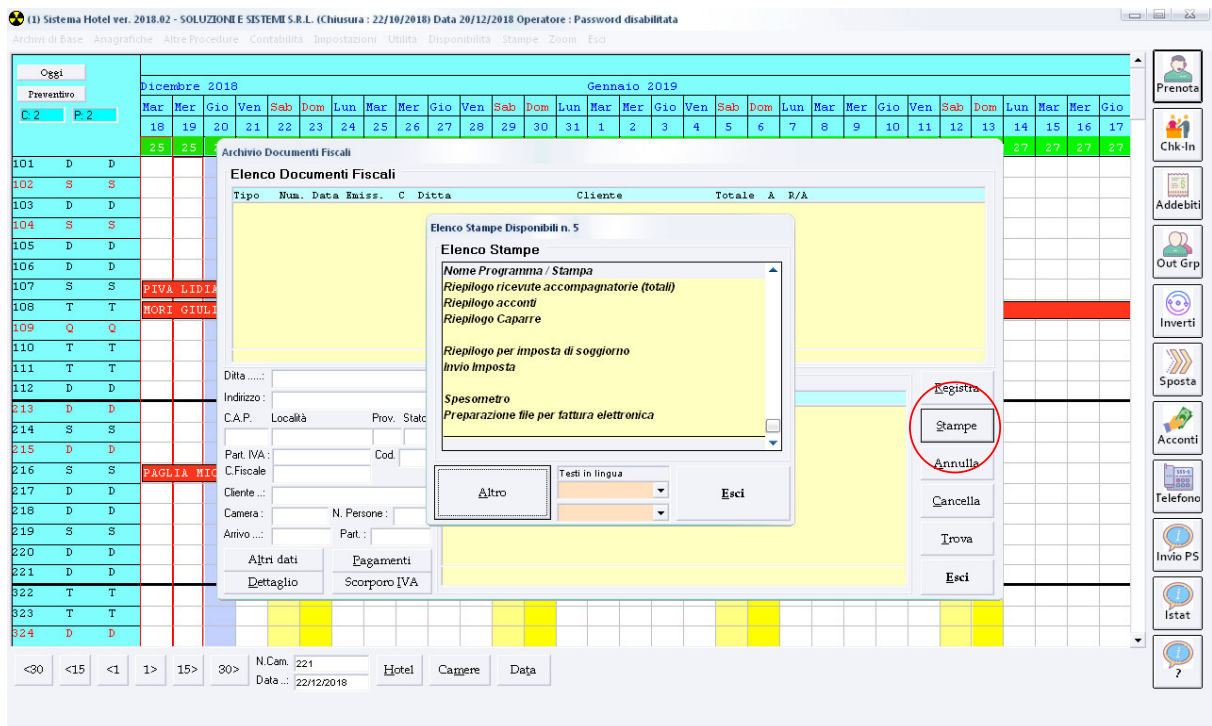 (1) Sistema Hotel ver. 2018.02 - SOLUZIONI E SISTEMI S.R.L. (Chiusura : 22/10/2018) Data 20/12/2018 Operatore : Password disabilitata
Archivi di Base Anagrafiche Altre Procedure Contabilità Impostazioni Utilità Disponibilità Stampe Zoom Esci
Oggi
Preventivo
C: 2 P: 2
Dicembre 2018 Gennaio 2019
Mar Mer Gio Ven Sab Dom Lun Mar Mer Gio Ven Sab Dom Lun Mar Mer Gio Ven Sab Dom Lun Mar Mer Gio Ven Sab Dom Lun Mar Mer Gio
18 19 20 21 22 23 24 25 26 27 28 29 30 31 1 2 3 4 5 6 7 8 9 10 11 12 13 14 15 16 17
25 25 27 27 27 27
101 D D
102 S S
103 D D
104 S S
105 D D
106 D D
107 S S PIVA LIDIA
108 T T MORI GIULI
109 Q Q
110 T T
111 T T
112 D D
213 D D
214 S S
215 D D
216 S S PAGLIA MIC
217 D D
218 D D
219 S S
220 D D
221 D D
322 T T
323 T T
324 D D
Archivio Documenti Fiscali
Elenco Documenti Fiscali
Tipo Num. Data Emiss. C Ditta Cliente Totale A R/A
Ditta .....:
Indirizzo :
C.A.P. Località Prov. Stato
Part. IVA : Cod.
C.Fiscale
Cliente ..:
Camera : N. Persone :
Arrivo ...: Part. :
Altri dati Pagamenti
Dettaglio Scorporo IVA
Elenco Stampe Disponibili n. 5
Elenco Stampe
Nome Programma / Stampa
Riepilogo ricevute accompagnatorie (totali)
Riepilogo acconti
Riepilogo Caparre
Riepilogo per imposta di soggiorno
Invio Imposta
Spesometro
Preparazione file per fattura elettronica
Testi in lingua
Altro
Esci
Registra
Stampe
Annulla
Cancella
Trova
Esci
Prenota
Chk-In
Addebiti
Out Grp
Inverti
Sposta
Acconti
Telefono
Invio PS
Istat
?
<30 <15 <1 1> 15> 30>
N.Cam. 221
Data ..: 22/12/2018
Hotel Camere Data